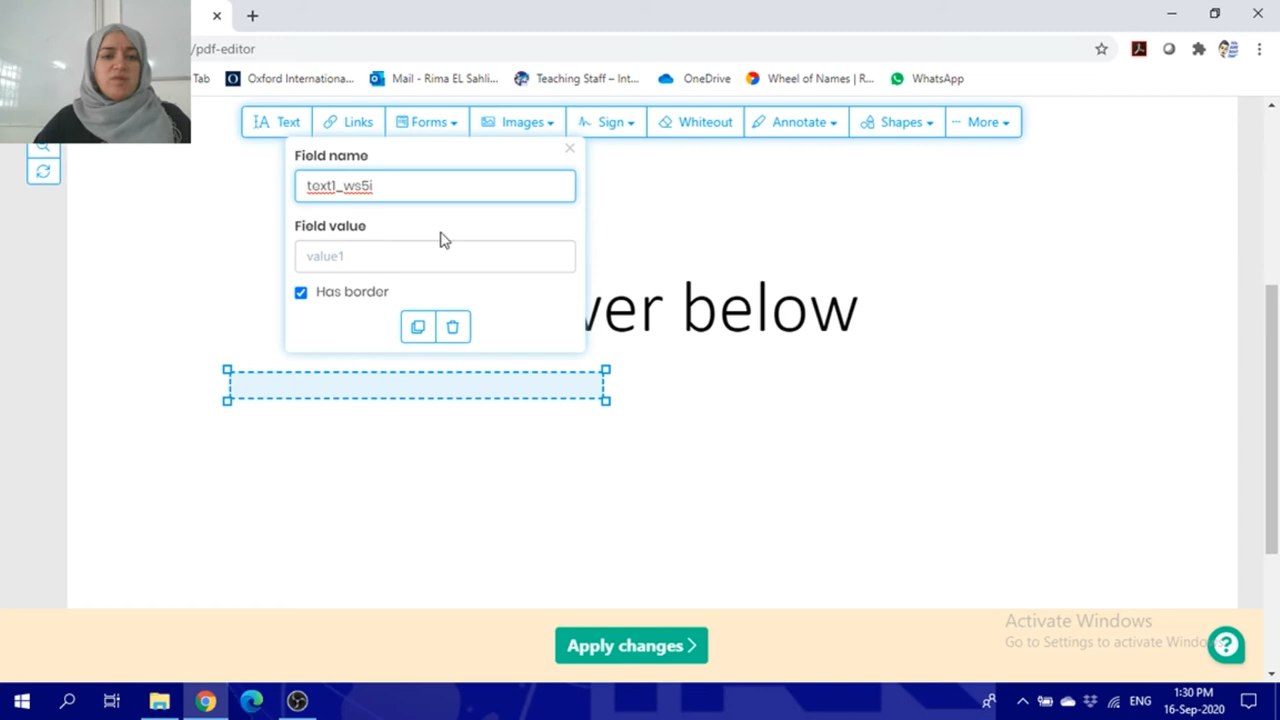 /pdf-editor
Tab
Oxford Internationa...
Mail - Rima EL Sahli...
Teaching Staff – Int...
OneDrive
Wheel of Names | R...
WhatsApp
Text
Links
Forms
Images
Sign
Whiteout
Annotate
Shapes
More
Field name
text1_ws5i
Field value
value1
Has border
ver below
Apply changes
Activate Windows
Go to Settings to activate Windo
?
ENG
1:30 PM
16-Sep-2020